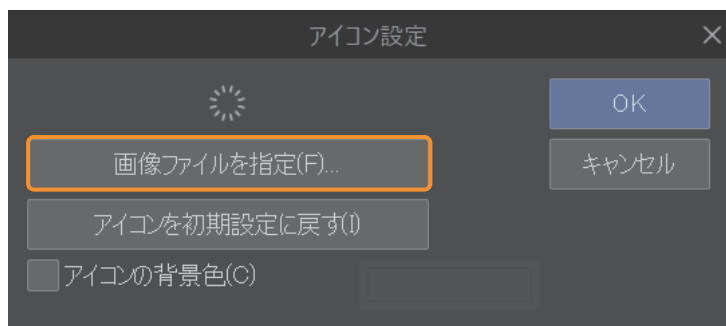 アイコン設定
OK
画像ファイルを指定(F)...
キャンセル
アイコンを初期設定に戻す(I)
アイコンの背景色(C)